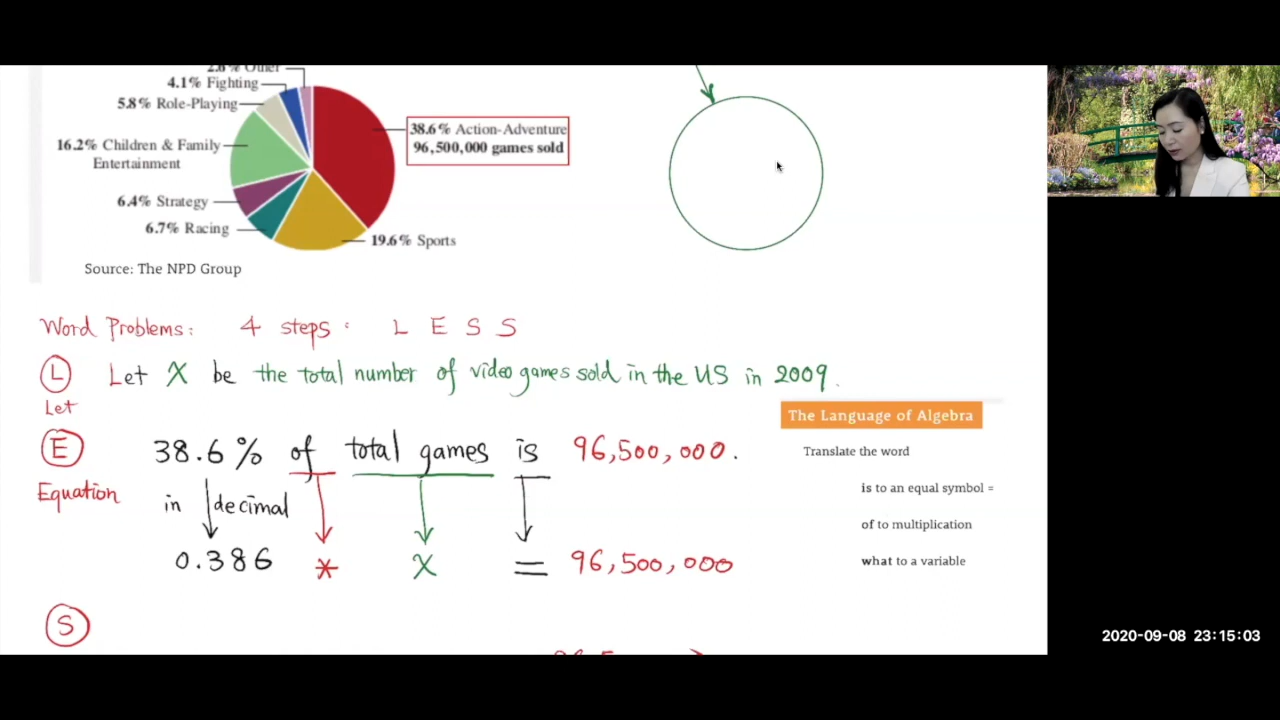 2.6% Other
4.1% Fighting
5.8% Role-Playing
16.2% Children & Family
Entertainment
6.4% Strategy
6.7% Racing
38.6% Action-Adventure
96,500,000 games sold
19.6% Sports
Source: The NPD Group
Word Problems: 4 steps: L E S S
L Let X be the total number of video games sold in the US in 2009.
Let
E 38.6% of total games is 96,500,000.
Equation in decimal
0.386 * X = 96,500,000
The Language of Algebra
Translate the word
is to an equal symbol =
of to multiplication
what to a variable
S
2020-09-08 23:15:03